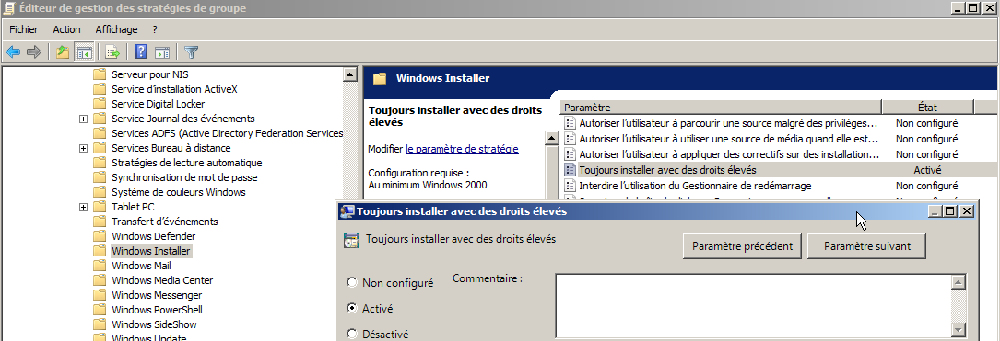 Éditeur de gestion des stratégies de groupe
Fichier Action Affichage ?
Serveur pour NIS
Service d'installation ActiveX
Service Digital Locker
Service Journal des événements
Services ADFS (Active Directory Federation Services
Services Bureau à distance
Stratégies de lecture automatique
Synchronisation de mot de passe
Système de couleurs Windows
Tablet PC
Transfert d'événements
Windows Defender
Windows Installer
Windows Mail
Windows Media Center
Windows Messenger
Windows PowerShell
Windows SideShow
Windows Update
Windows Installer
Toujours installer avec des droits
élevés
Modifier le paramètre de stratégie
Configuration requise :
Au minimum Windows 2000
Paramètre État
Autoriser l'utilisateur à parcourir une source malgré des privilèges... Non configuré
Autoriser l'utilisateur à utiliser une source de média quand elle est... Non configuré
Autoriser l'utilisateur à appliquer des correctifs sur des installation... Non configuré
Toujours installer avec des droits élevés Activé
Interdire l'utilisation du Gestionnaire de redémarrage Non configuré
Toujours installer avec des droits élevés
Toujours installer avec des droits élevés
Paramètre précédent Paramètre suivant
Non configuré
Commentaire :
Activé
Désactivé